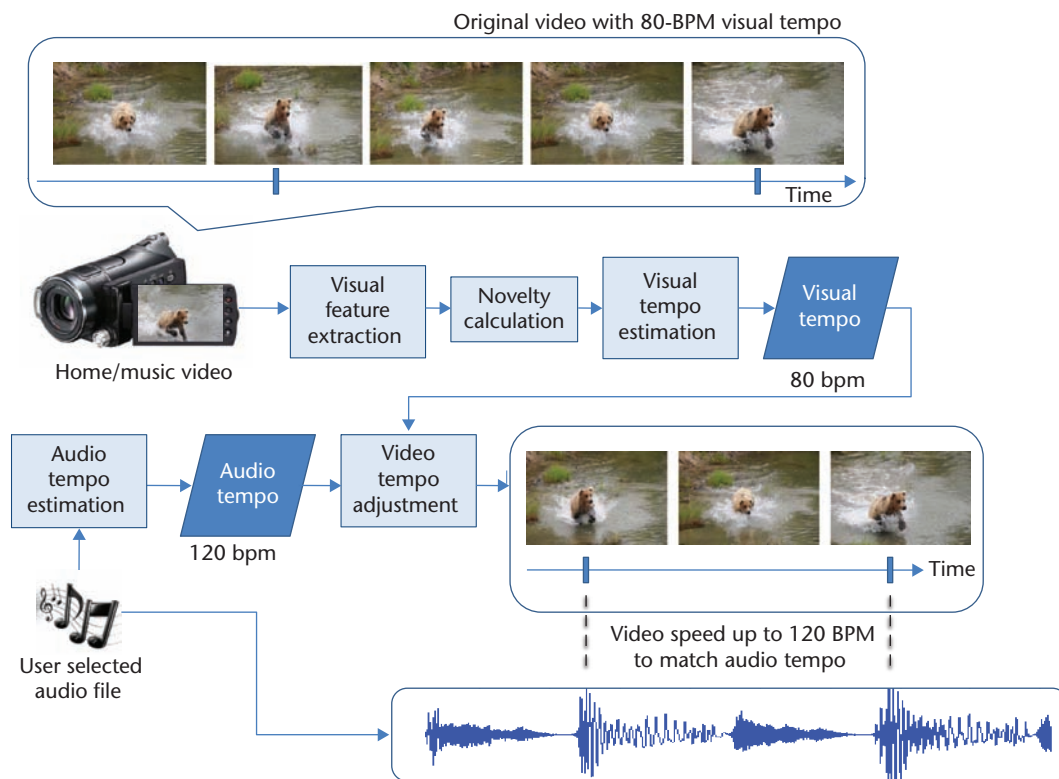 Original video with 80-BPM visual tempo
Time
Visual
feature
extraction
Novelty
calculation
Visual
tempo
estimation
Visual
tempo
Home/music video
80 bpm
Audio
tempo
estimation
Audio
tempo
Video
tempo
adjustment
120 bpm
Time
User selected
audio file
Video speed up to 120 BPM
to match audio tempo